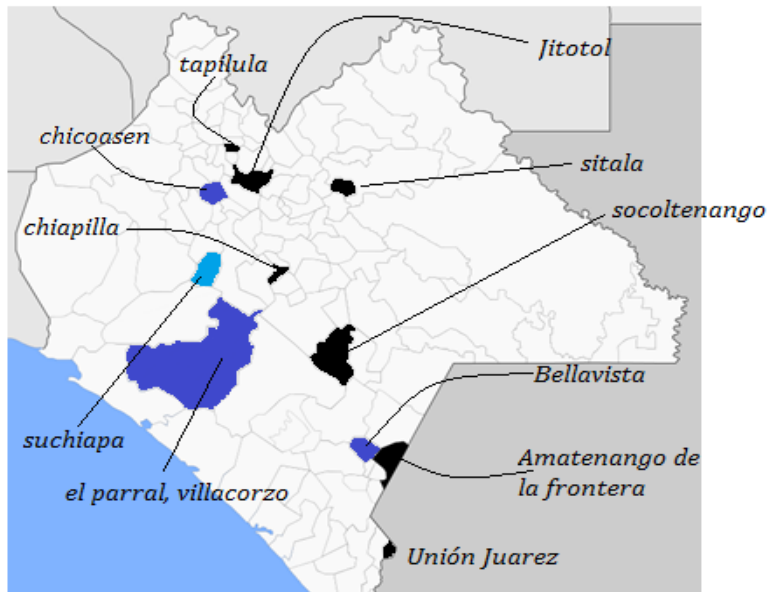 Jitotol
tapilula
chicoasen
sitala
socoltenango
chiapilla
Bellavista
suchiapa
el parral, villacorzo
Amatenango de
la frontera
Unión Juarez